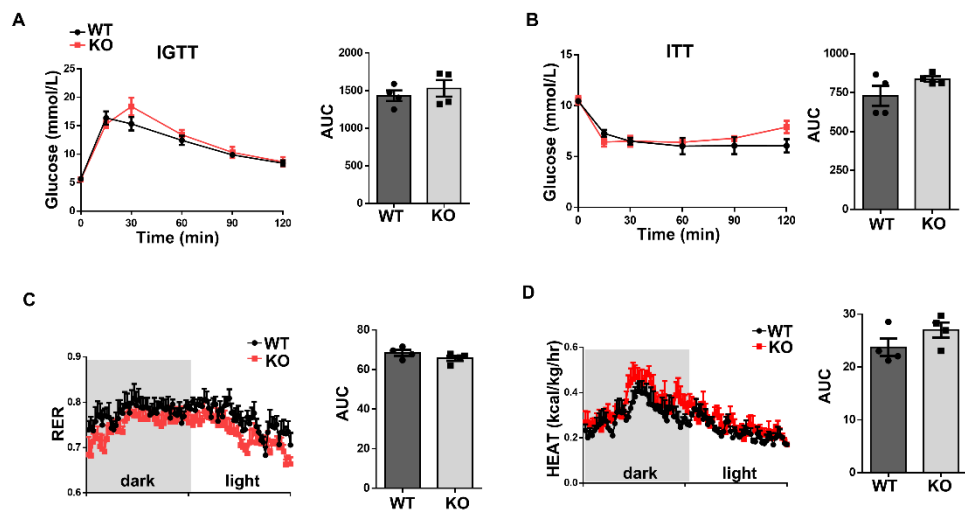 A
WT
KO
IGTT
Glucose (mmol/L)
20
15
10
5
0
0 30 60 90 120
Time (min)
AUC
2000
1500
1000
500
0
WT KO
B
ITT
Glucose (mmol/L)
15
10
5
0
0 30 60 90 120
Time (min)
AUC
1000
750
500
250
0
WT KO
C
WT
KO
RER
0.9
0.8
0.7
0.6
dark light
AUC
80
60
40
20
0
WT KO
D
WT
KO
HEAT (kcal/kg/hr)
0.6
0.4
0.2
0.0
dark light
AUC
30
20
10
0
WT KO